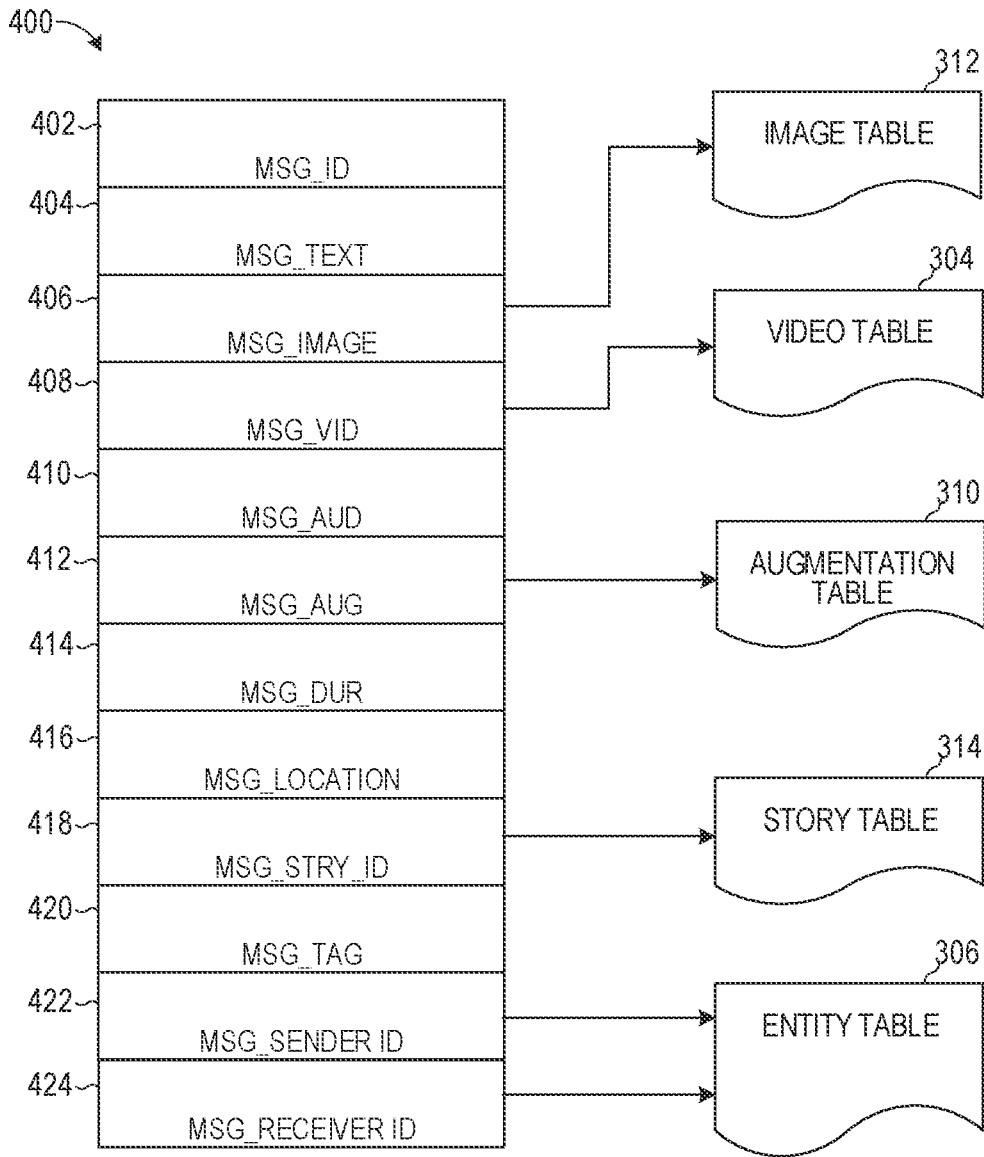 400
402
MSG_ID
404
MSG_TEXT
406
MSG_IMAGE
408
MSG_VID
410
MSG_AUD
412
MSG_AUG
414
MSG_DUR
416
MSG_LOCATION
418
MSG_STRY_ID
420
MSG_TAG
422
MSG_SENDER ID
424
MSG_RECEIVER ID
312
IMAGE TABLE
304
VIDEO TABLE
310
AUGMENTATION
TABLE
314
STORY TABLE
306
ENTITY TABLE